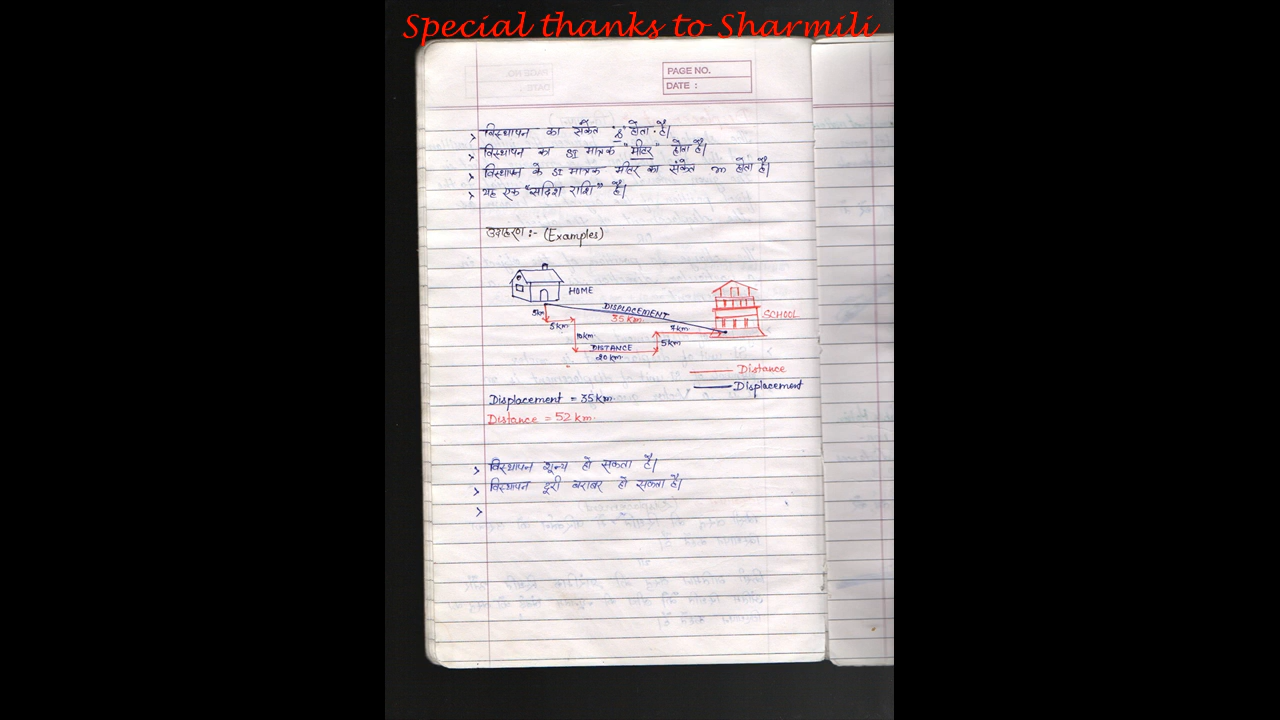 Special thanks to Sharmili
PAGE NO.
DATE :
> विस्थापन का संकेत 's' होता है।
> विस्थापन का SI मात्रक "मीटर" होता है।
> विस्थापन के SI मात्रक मीटर का संकेत m होता है।
> यह एक "सदिश राशि" है।
उदाहरण :- (Examples)
HOME
DISPLACEMENT
35 km.
SCHOOL
5km
5km
10km
DISTANCE
20 km
5km
7km
Distance
Displacement
Displacement = 35 km.
Distance = 52 km.
> विस्थापन शून्य हो सकता है।
> विस्थापन दूरी बराबर हो सकता है।
>